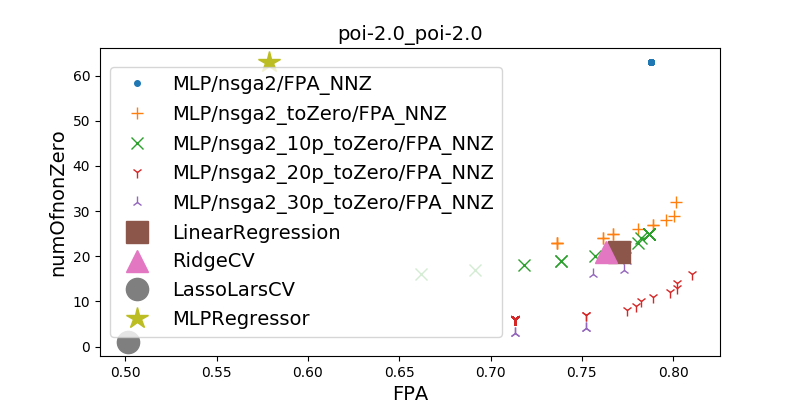 poi-2.0_poi-2.0
numOfnonZero
60
50
40
30
20
10
0
MLP/nsga2/FPA_NNZ
MLP/nsga2_toZero/FPA_NNZ
MLP/nsga2_10p_toZero/FPA_NNZ
MLP/nsga2_20p_toZero/FPA_NNZ
MLP/nsga2_30p_toZero/FPA_NNZ
LinearRegression
RidgeCV
LassoLarsCV
MLPRegressor
0.50 0.55 0.60 0.65 0.70 0.75 0.80
FPA